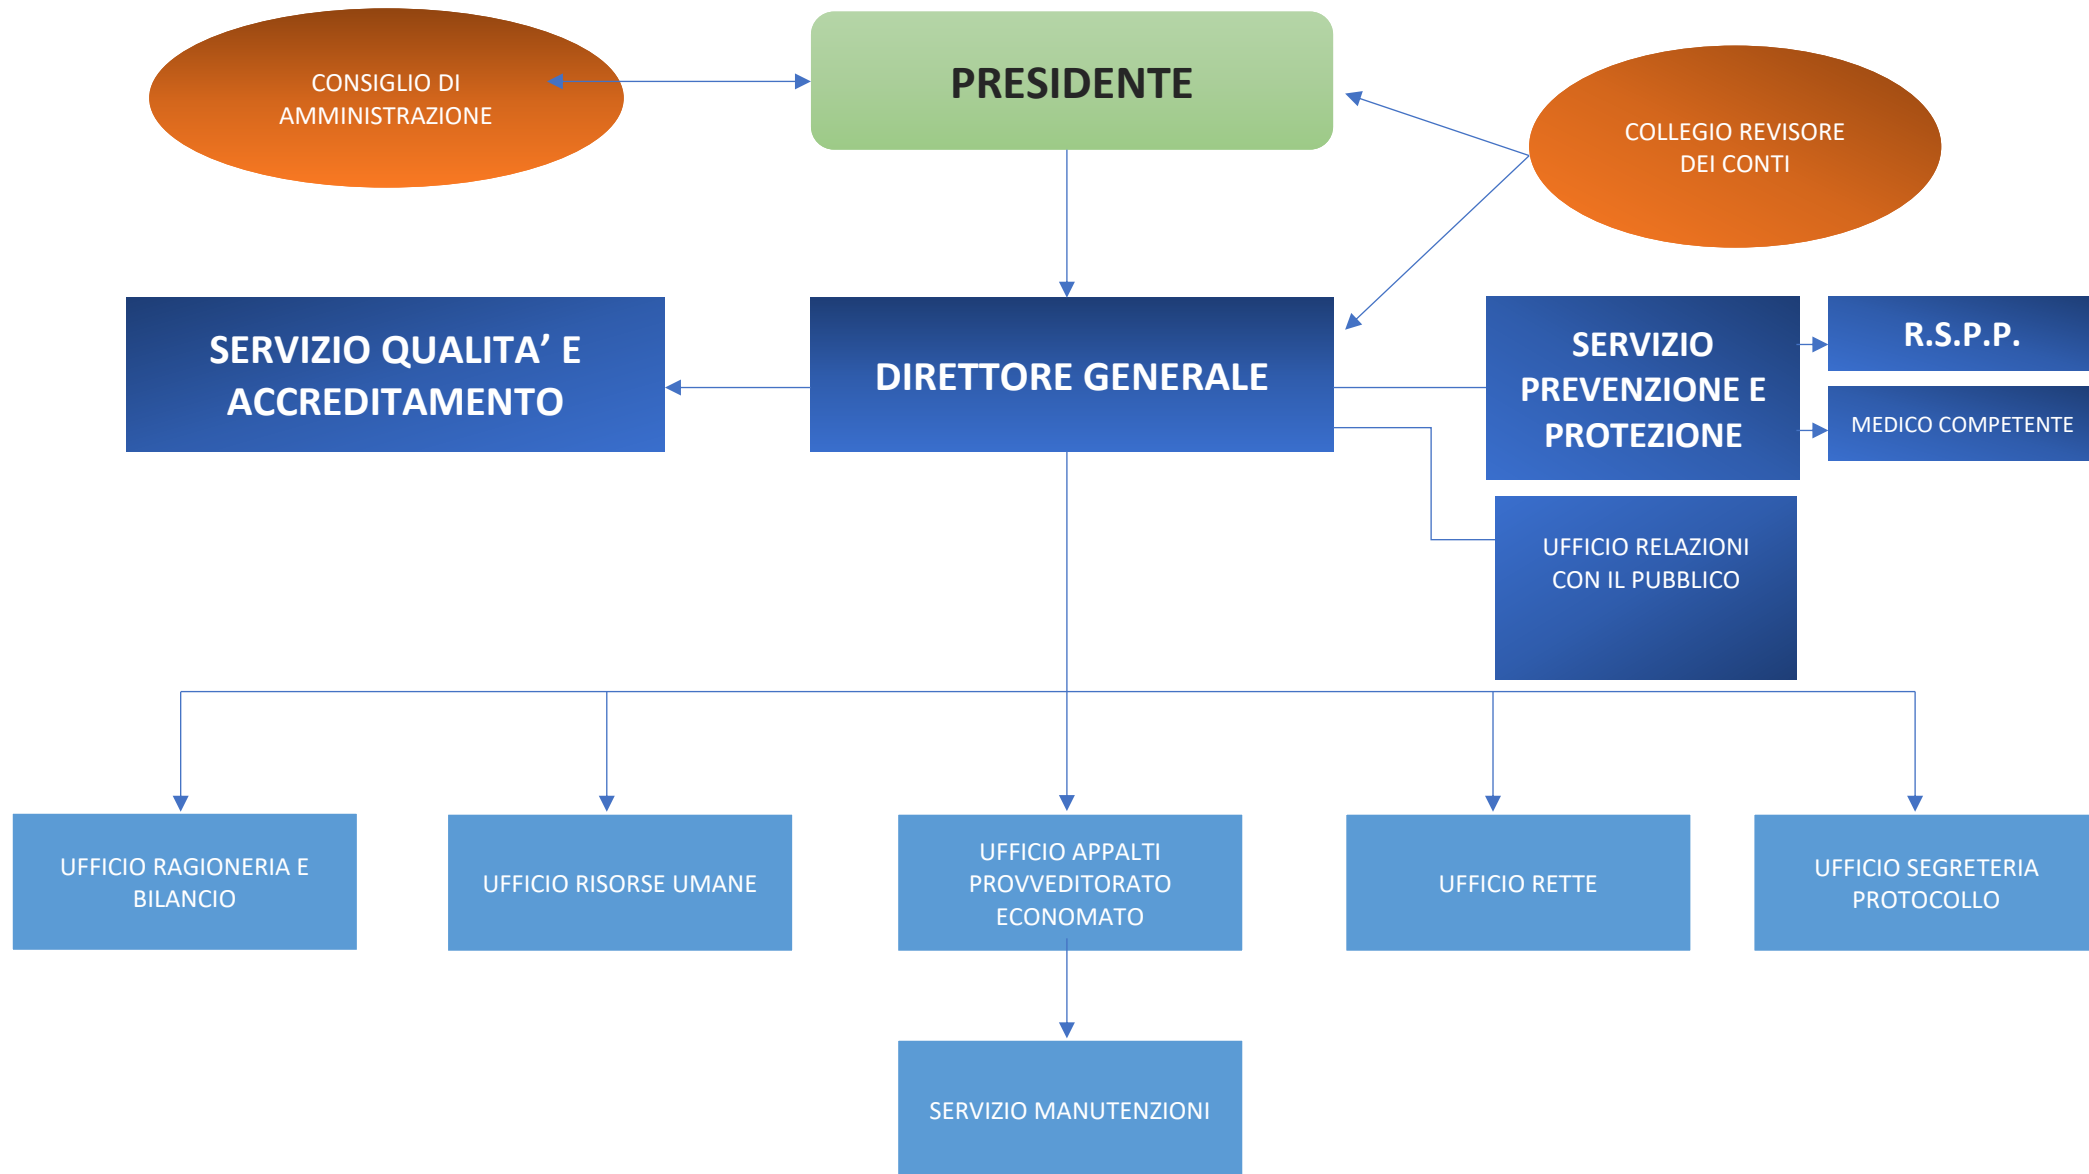 CONSIGLIO DI
AMMINISTRAZIONE
PRESIDENTE
COLLEGIO REVISORE
DEI CONTI
SERVIZIO QUALITA’ E
ACCREDITAMENTO
DIRETTORE GENERALE
SERVIZIO
PREVENZIONE E
PROTEZIONE
R.S.P.P.
MEDICO COMPETENTE
UFFICIO RELAZIONI
CON IL PUBBLICO
UFFICIO RAGIONERIA E
BILANCIO
UFFICIO RISORSE UMANE
UFFICIO APPALTI
PROVVEDITORATO
ECONOMATO
UFFICIO RETTE
UFFICIO SEGRETERIA
PROTOCOLLO
SERVIZIO MANUTENZIONI